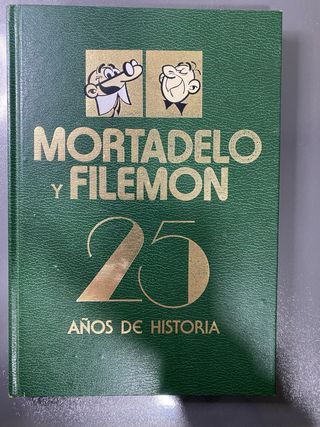 MORTADELO
Y FILEMON
25
AÑOS DE HISTORIA